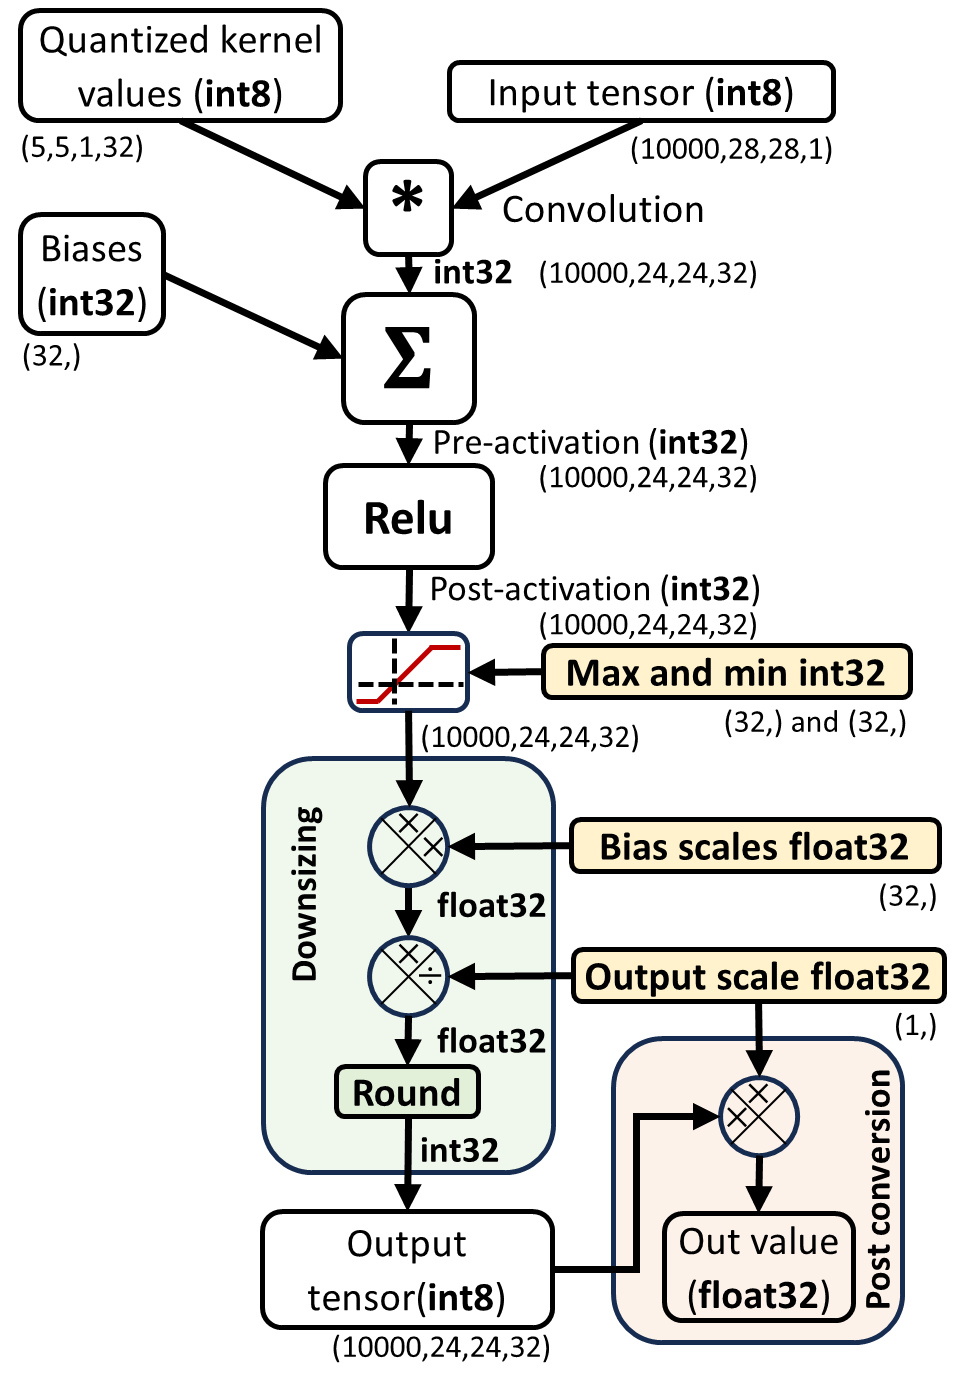 Quantized kernel
values (int8)
(5,5,1,32)
Input tensor (int8)
(10000,28,28,1)
*
Convolution
Biases
(int32)
(32,)
int32 (10000,24,24,32)
Σ
Pre-activation (int32)
(10000,24,24,32)
Relu
Post-activation (int32)
(10000,24,24,32)
Max and min int32
(32,) and (32,)
(10000,24,24,32)
Downsizing
×
×
Bias scales float32
(32,)
float32
×
÷
Output scale float32
(1,)
float32
Round
int32
Post conversion
×
×
Output
tensor(int8)
(10000,24,24,32)
Out value
(float32)